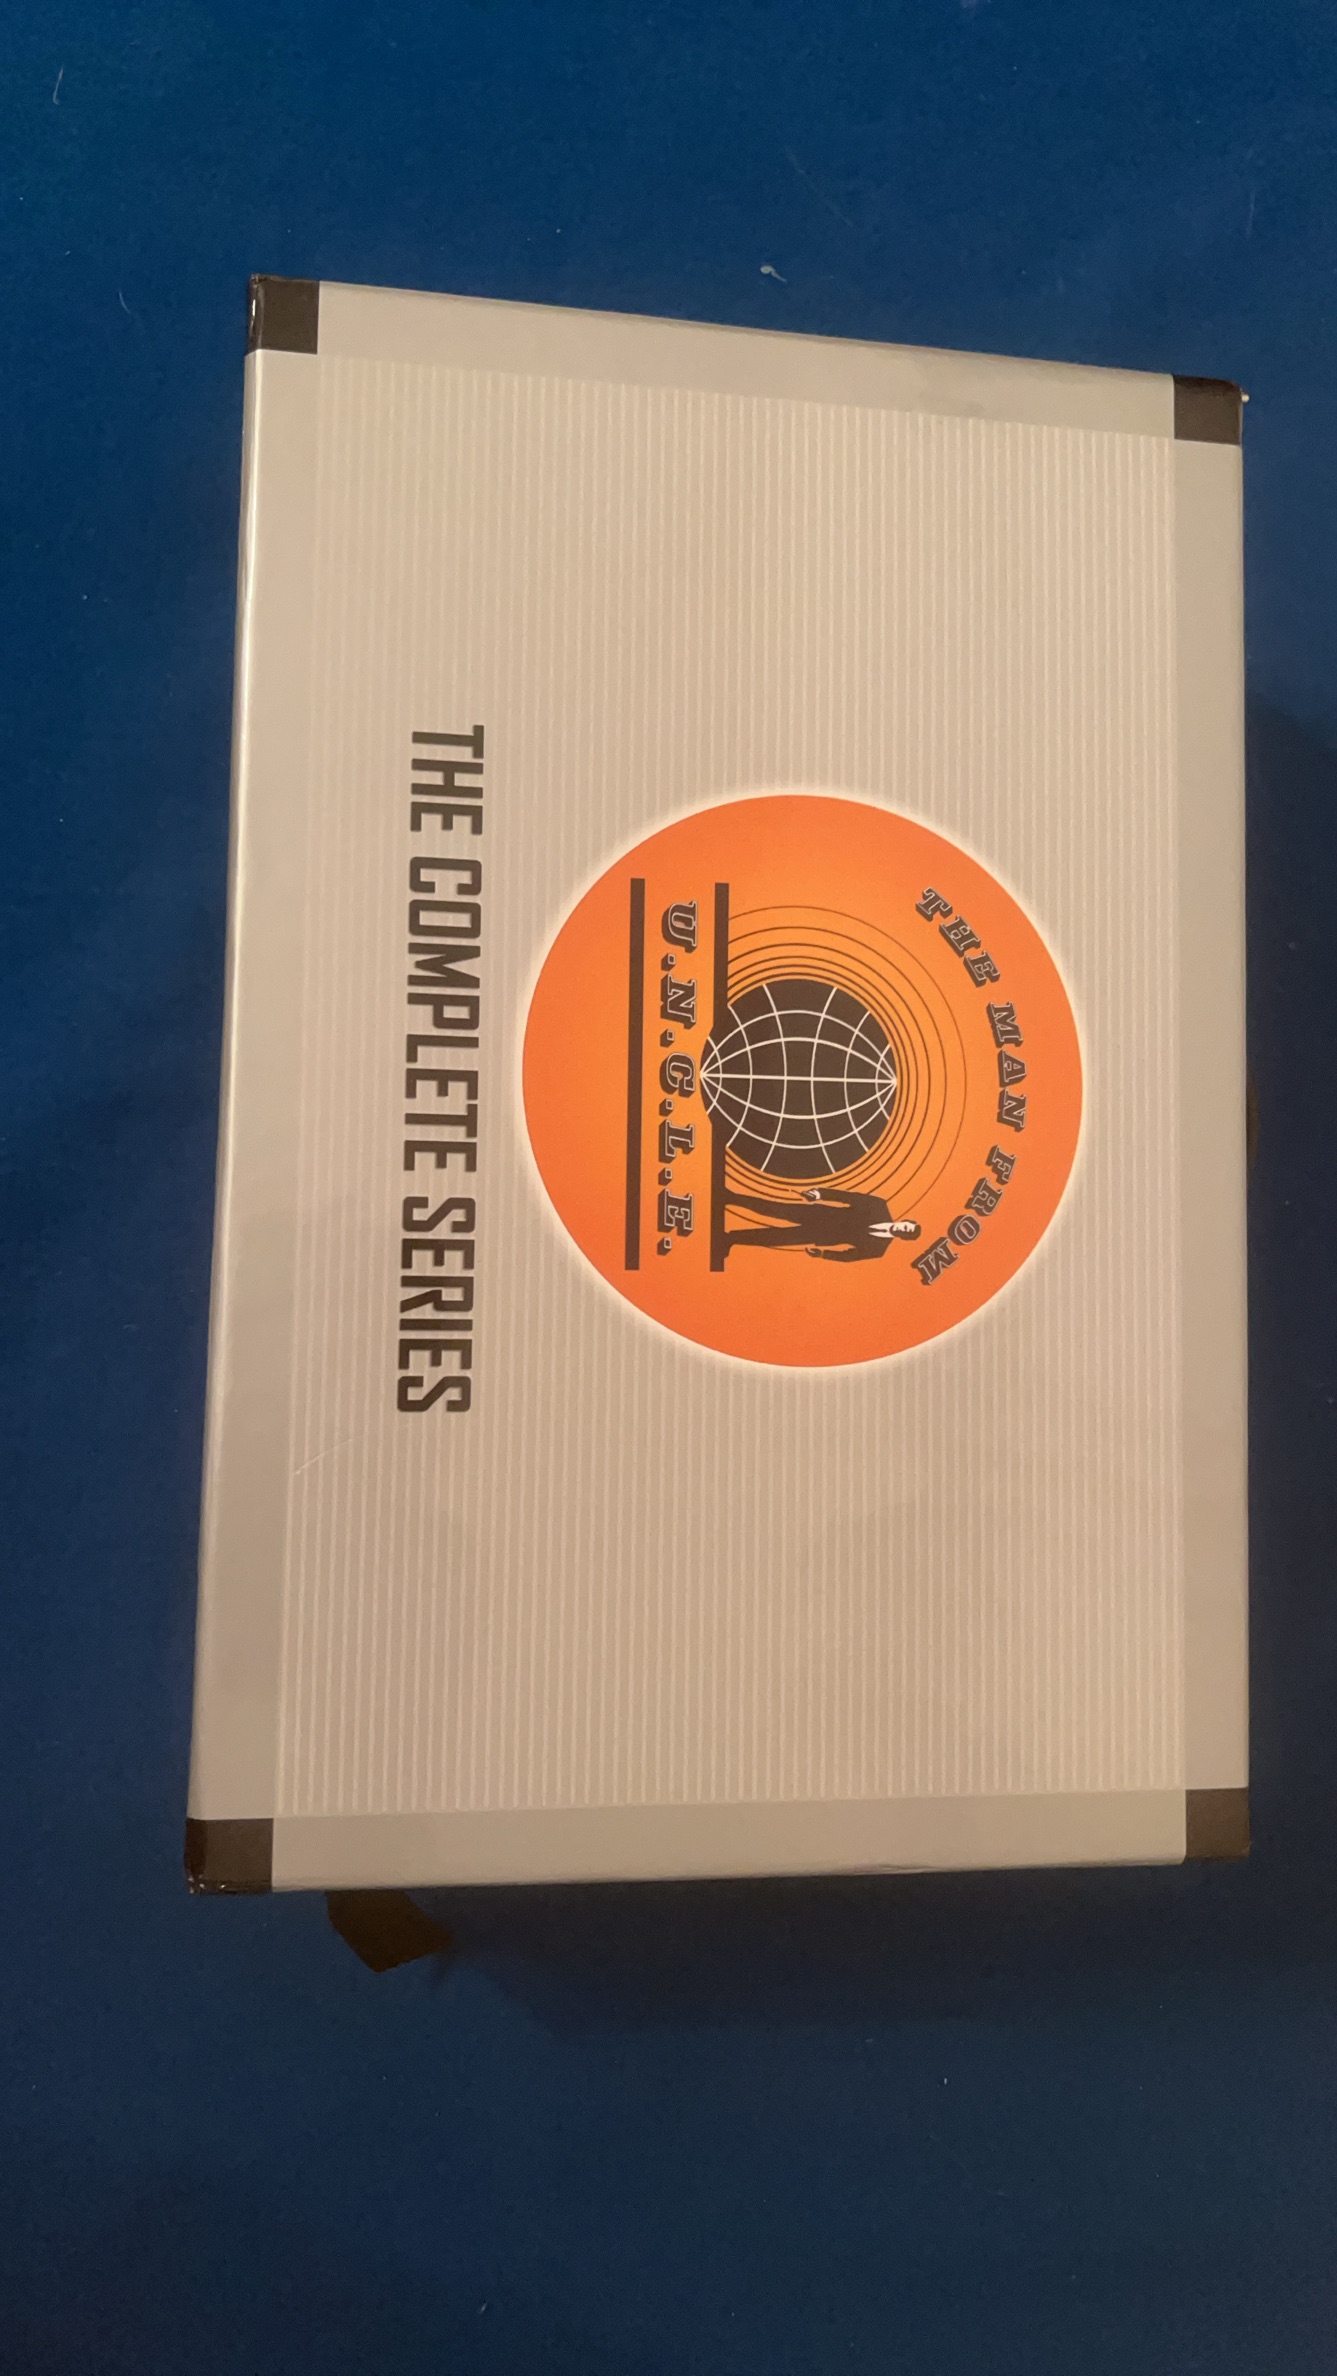 THE MAN FROM
U.N.C.L.E.
THE COMPLETE SERIES